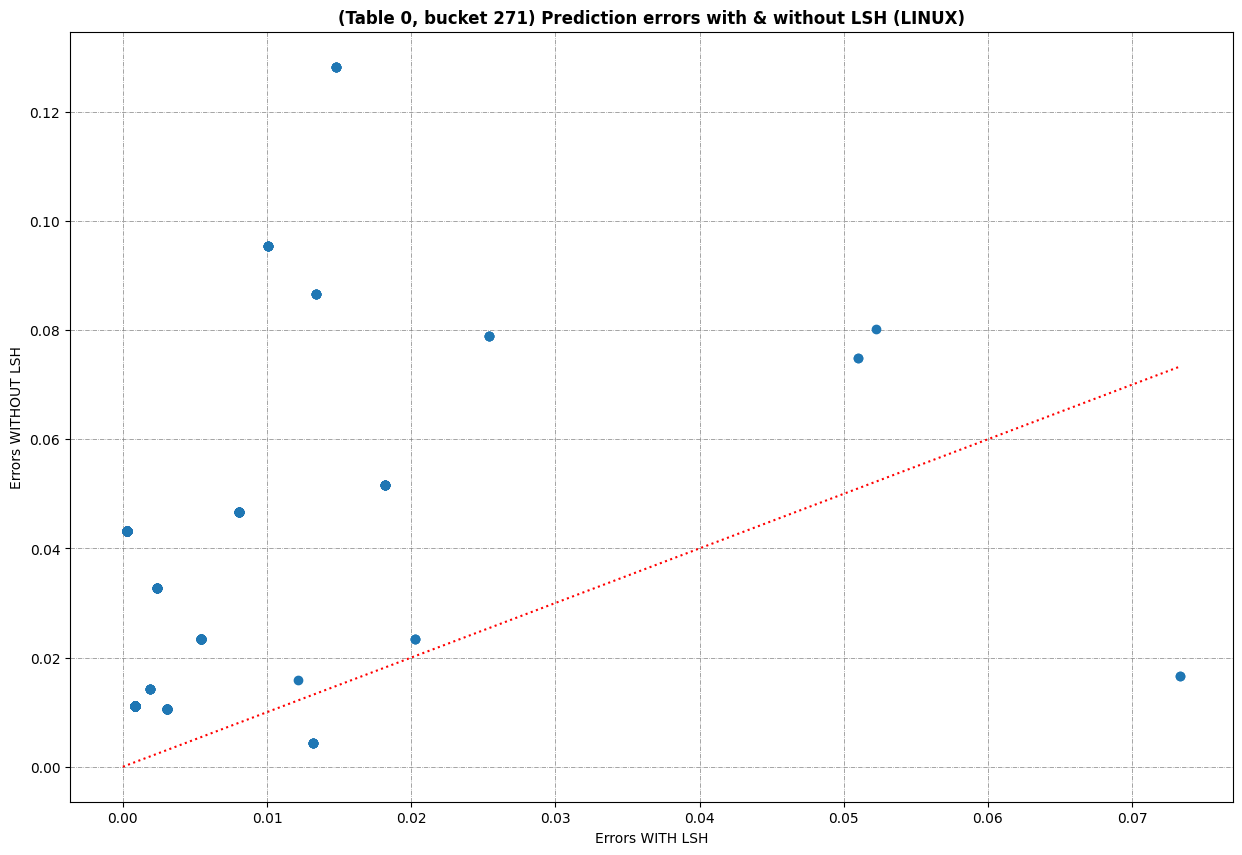 (Table 0, bucket 271) Prediction errors with & without LSH (LINUX)
0.12
0.10
0.08
0.06
0.04
0.02
0.00
Errors WITHOUT LSH
0.00 0.01 0.02 0.03 0.04 0.05 0.06 0.07
Errors WITH LSH